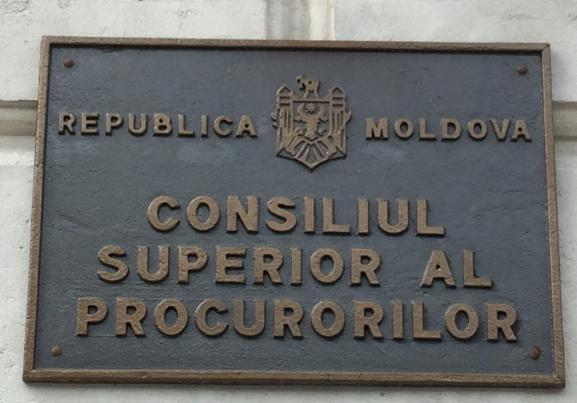 REPUBLICA MOLDOVA
CONSILIUL
SUPERIOR AL
PROCURORILOR